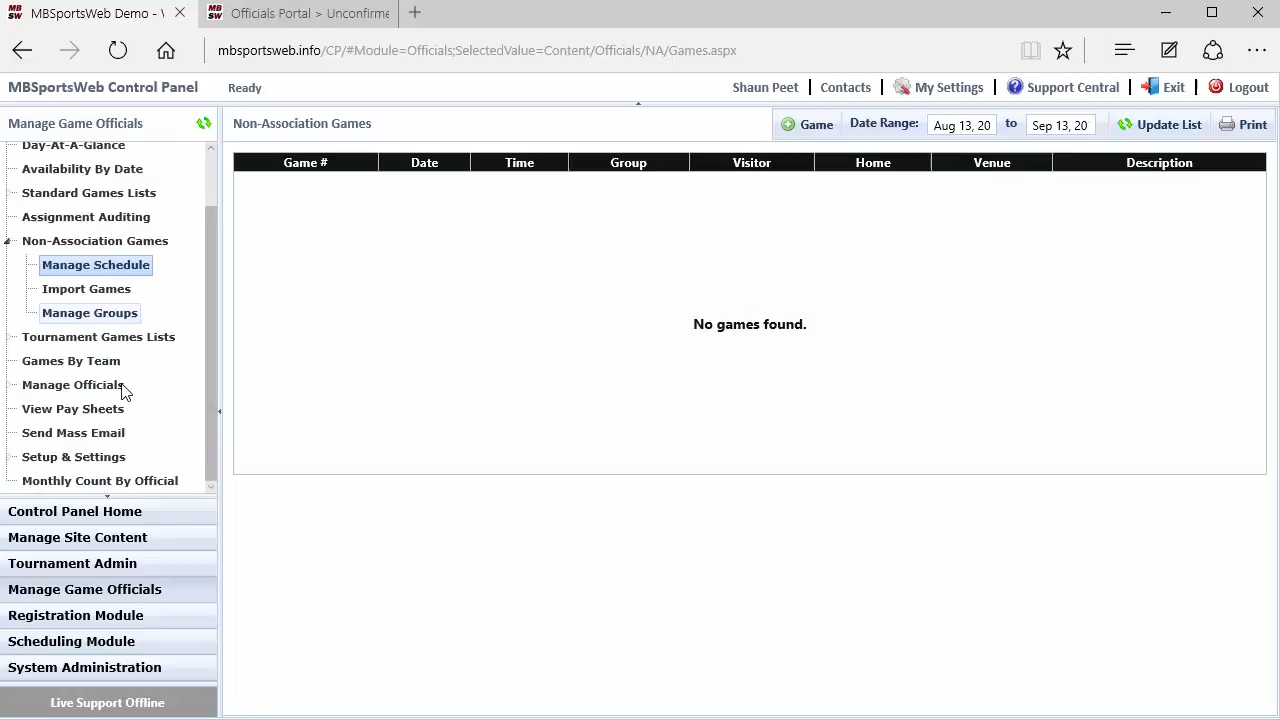 MBSW MBSportsWeb Demo - V
MBSW Officials Portal > Unconfirme
mbsportsweb.info/CP/#Module=Officials;SelectedValue=Content/Officials/NA/Games.aspx
MBSportsWeb Control Panel Ready Shaun Peet Contacts My Settings Support Central Exit Logout
Manage Game Officials
Non-Association Games
Game Date Range: Aug 13, 20 to Sep 13, 20 Update List Print
Day-At-A-Glance
Availability By Date
Standard Games Lists
Assignment Auditing
Non-Association Games
Manage Schedule
Import Games
Manage Groups
Tournament Games Lists
Games By Team
Manage Officials
View Pay Sheets
Send Mass Email
Setup & Settings
Monthly Count By Official
Control Panel Home
Manage Site Content
Tournament Admin
Manage Game Officials
Registration Module
Scheduling Module
System Administration
Live Support Offline
Game # Date Time Group Visitor Home Venue Description
No games found.